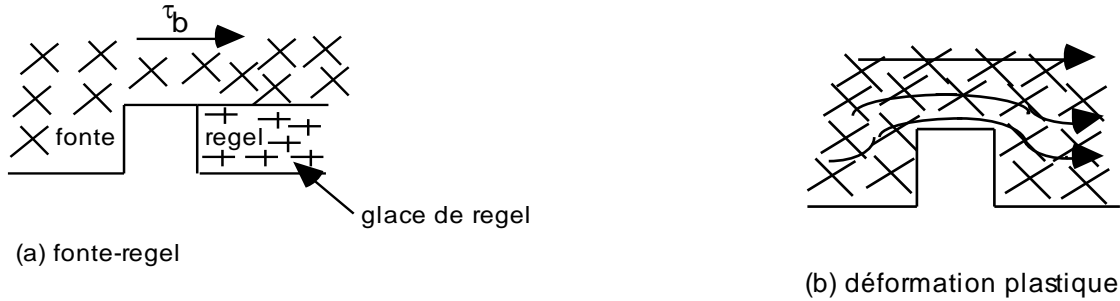 τb
fonte
regel
glace de regel
(a) fonte-regel
(b) déformation plastique